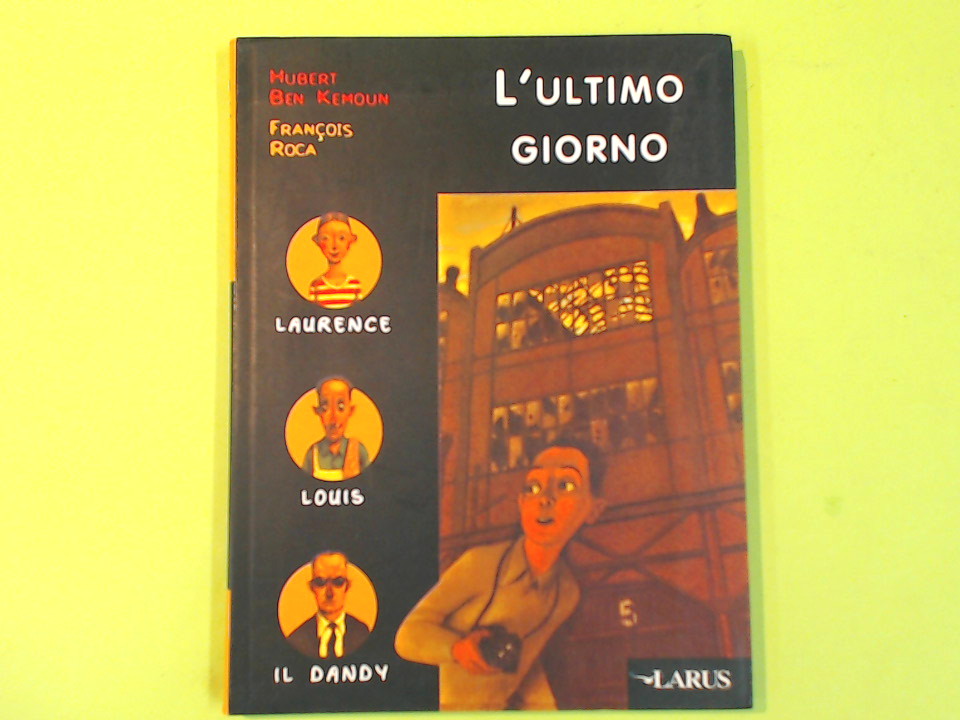 HUBERT
BEN KEMOUN
FRANÇOIS
ROCA
L'ULTIMO
GIORNO
LAURENCE
LOUIS
IL DANDY
5
LARUS